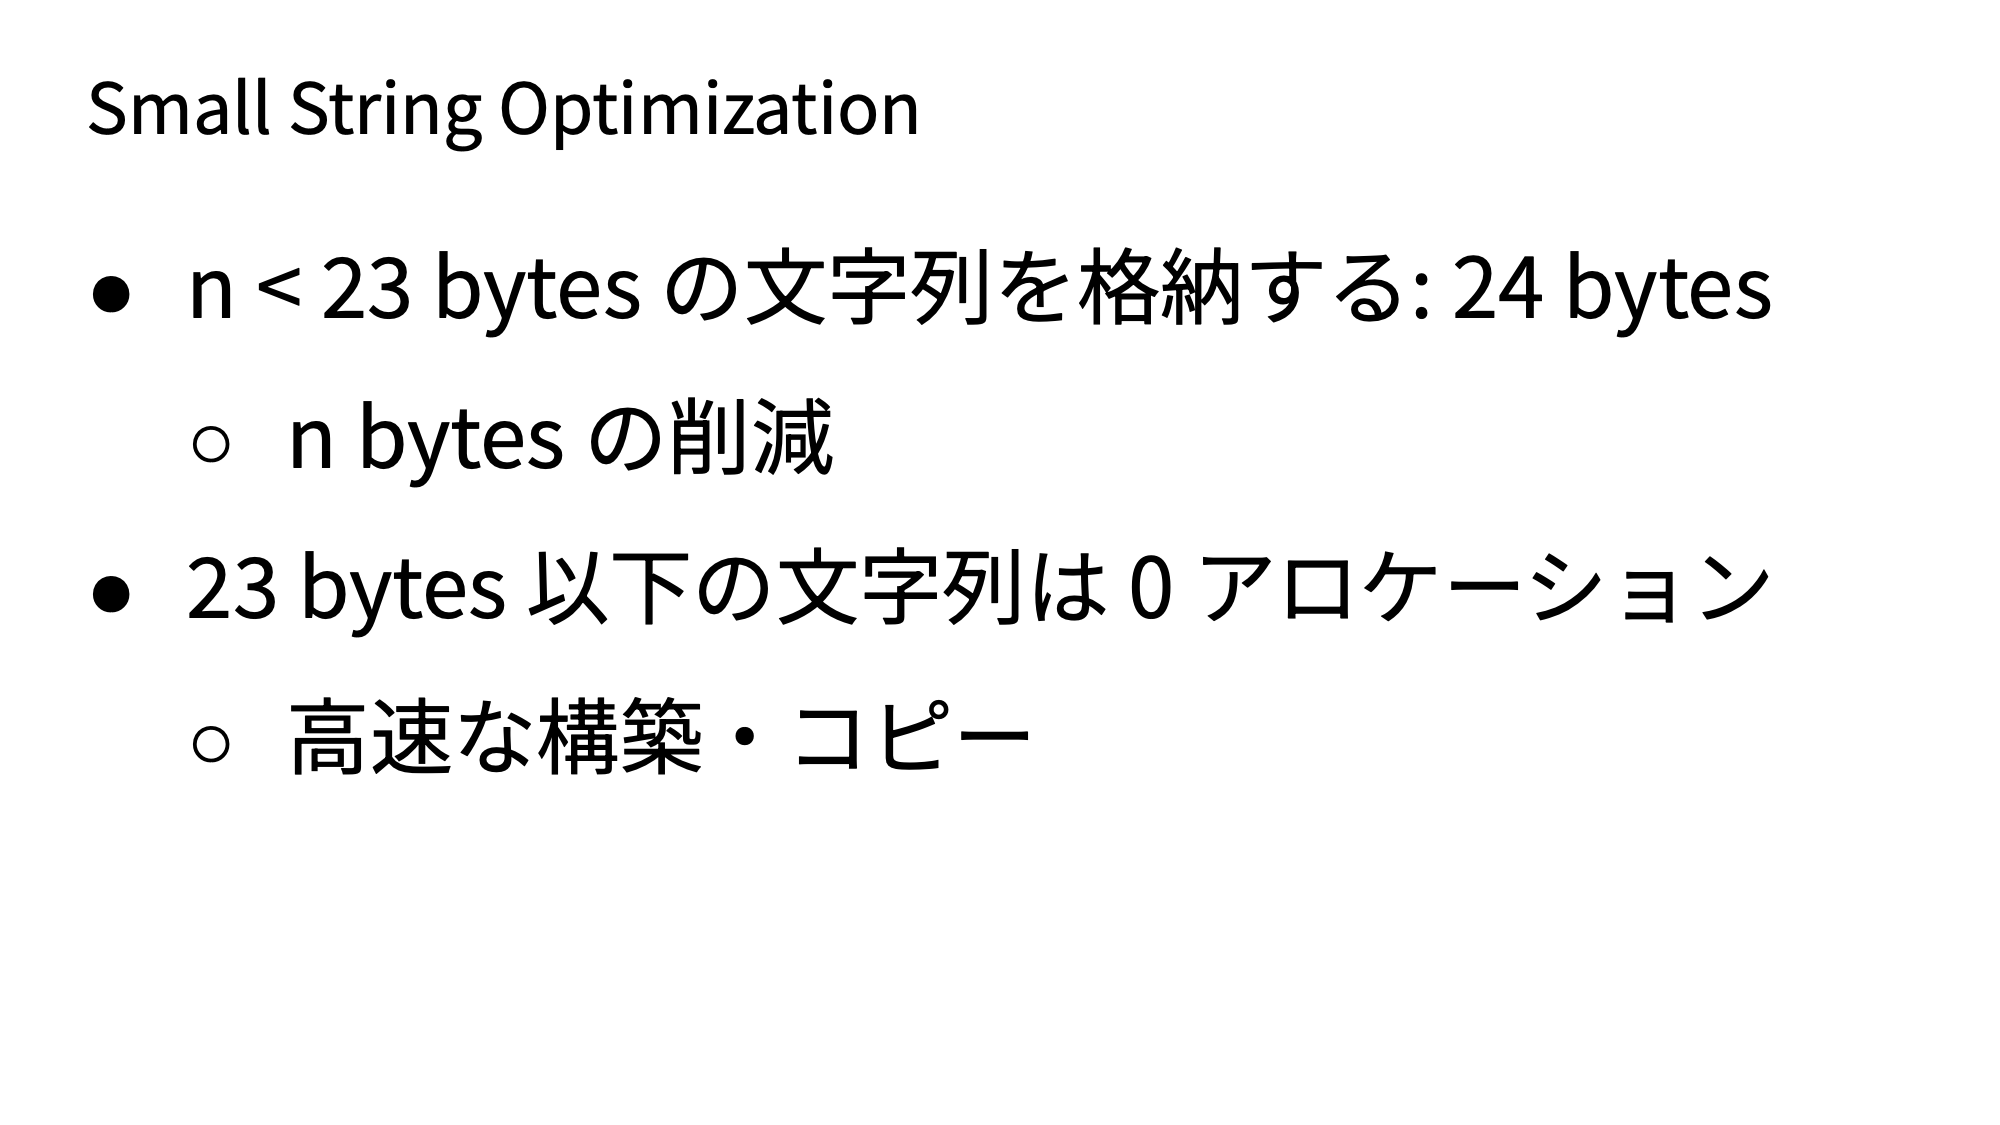 Small String Optimization
● n < 23 bytes の文字列を格納する: 24 bytes
○ n bytes の削減
● 23 bytes 以下の文字列は 0 アロケーション
○ 高速な構築・コピー